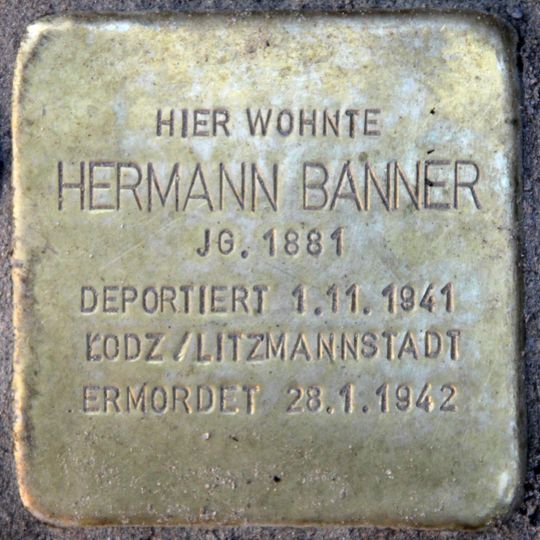 HIER WOHNTE
HERMANN BANNER
JG. 1881
DEPORTIERT 1.11.1941
ŁODZ/LITZMANNSTADT
ERMORDET 28.1.1942